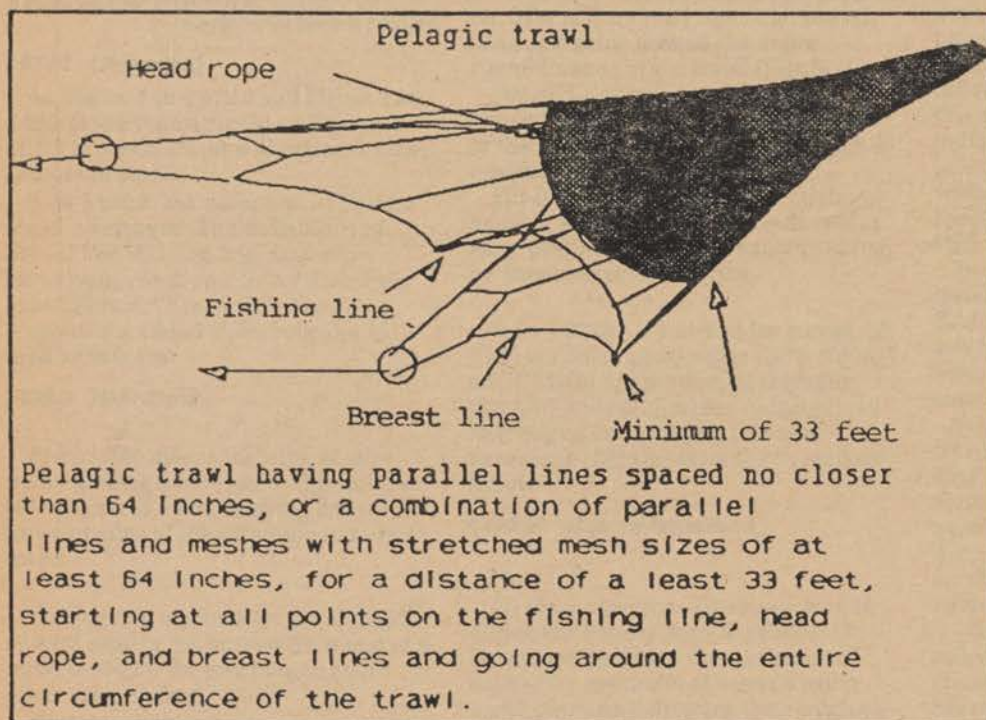 Pelagic trawl
Head rope
Fishing line
Breast line
Minimum of 33 feet
Pelagic trawl having parallel lines spaced no closer
than 64 inches, or a combination of parallel
lines and meshes with stretched mesh sizes of at
least 64 inches, for a distance of a least 33 feet,
starting at all points on the fishing line, head
rope, and breast lines and going around the entire
circumference of the trawl.